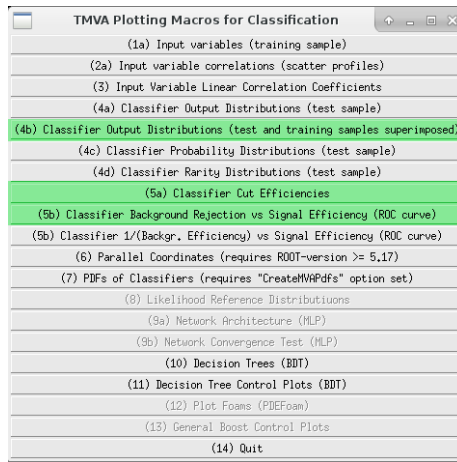 TMVA Plotting Macros for Classification
(1a) Input variables (training sample)
(2a) Input variable correlations (scatter profiles)
(3) Input Variable Linear Correlation Coefficients
(4a) Classifier Output Distributions (test sample)
(4b) Classifier Output Distributions (test and training samples superimposed)
(4c) Classifier Probability Distributions (test sample)
(4d) Classifier Rarity Distributions (test sample)
(5a) Classifier Cut Efficiencies
(5b) Classifier Background Rejection vs Signal Efficiency (ROC curve)
(5b) Classifier 1/(Backgr. Efficiency) vs Signal Efficiency (ROC curve)
(6) Parallel Coordinates (requires ROOT-version >= 5.17)
(7) PDFs of Classifiers (requires "CreateMVAPdfs" option set)
(8) Likelihood Reference Distributiuons
(9a) Network Architecture (MLP)
(9b) Network Convergence Test (MLP)
(10) Decision Trees (BDT)
(11) Decision Tree Control Plots (BDT)
(12) Plot Foams (PDEFoam)
(13) General Boost Control Plots
(14) Quit